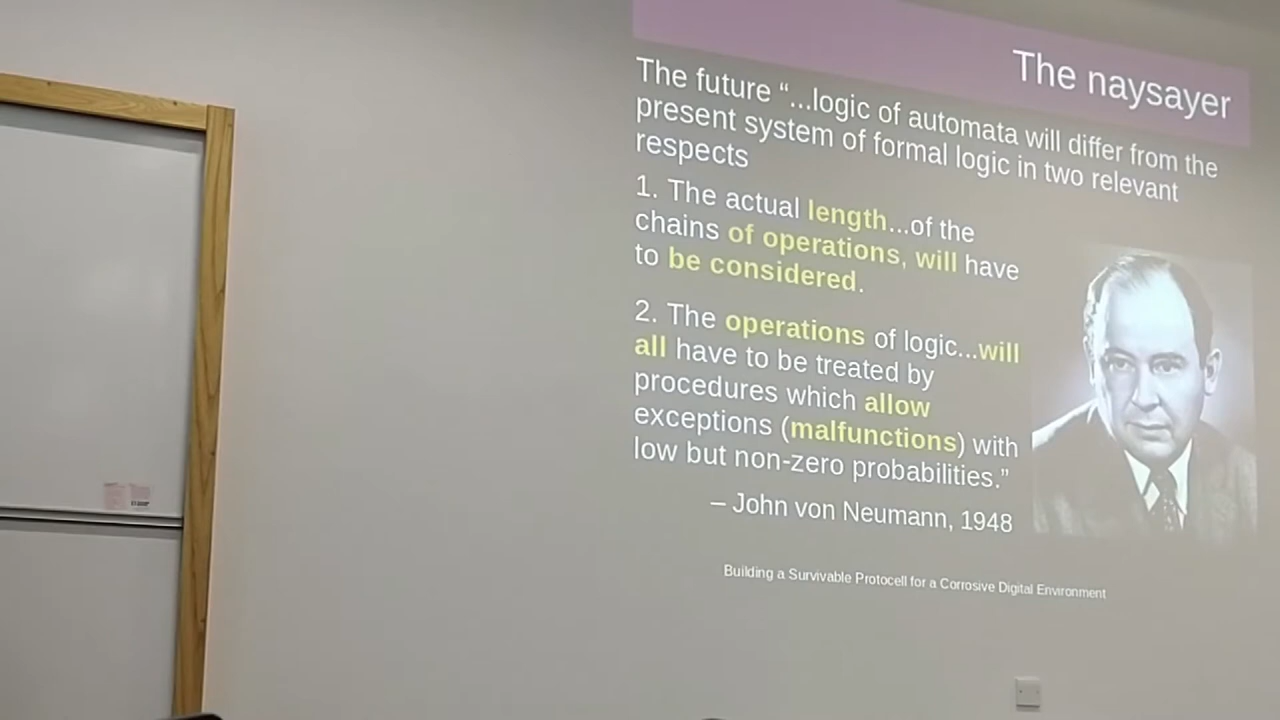 The naysayer
The future “...logic of automata will differ from the
present system of formal logic in two relevant
respects
1. The actual length...of the
chains of operations, will have
to be considered.
2. The operations of logic...will
all have to be treated by
procedures which allow
exceptions (malfunctions) with
low but non-zero probabilities.”
– John von Neumann, 1948
Building a Survivable Protocell for a Corrosive Digital Environment